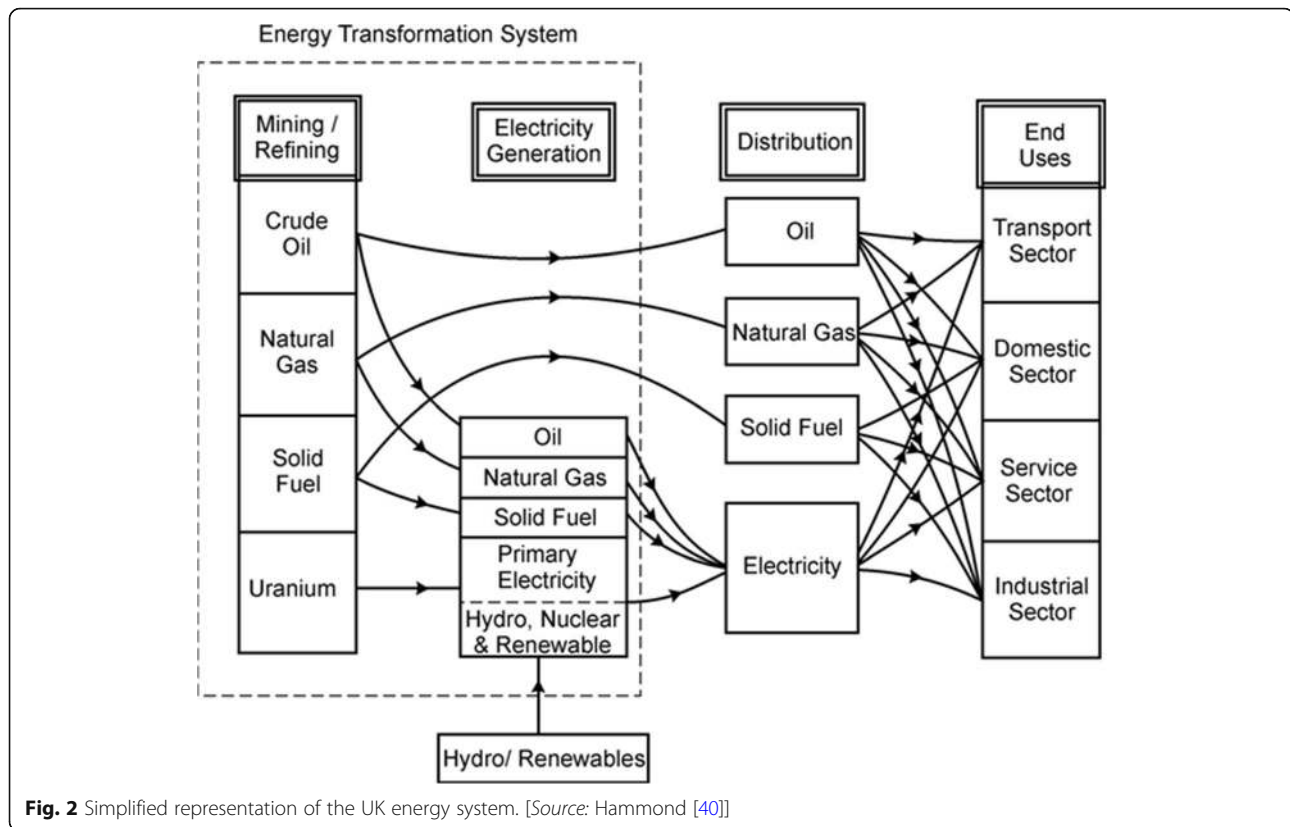 Energy Transformation System
Mining /
Refining
Electricity
Generation
Distribution
End
Uses
Crude
Oil
Natural
Gas
Solid
Fuel
Uranium
Oil
Natural Gas
Solid Fuel
Primary
Electricity
Hydro, Nuclear
& Renewable
Hydro/ Renewables
Oil
Natural Gas
Solid Fuel
Electricity
Transport
Sector
Domestic
Sector
Service
Sector
Industrial
Sector
Fig. 2 Simplified representation of the UK energy system. [Source: Hammond [40]]